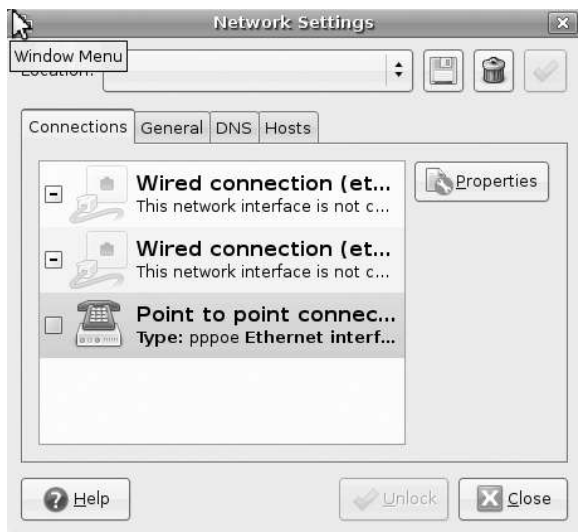 Network Settings
Window Menu
Location:
Connections General DNS Hosts
Wired connection (et...
This network interface is not c...
Properties
Wired connection (et...
This network interface is not c...
Point to point connec...
Type: pppoe Ethernet interf...
Help
Unlock
Close